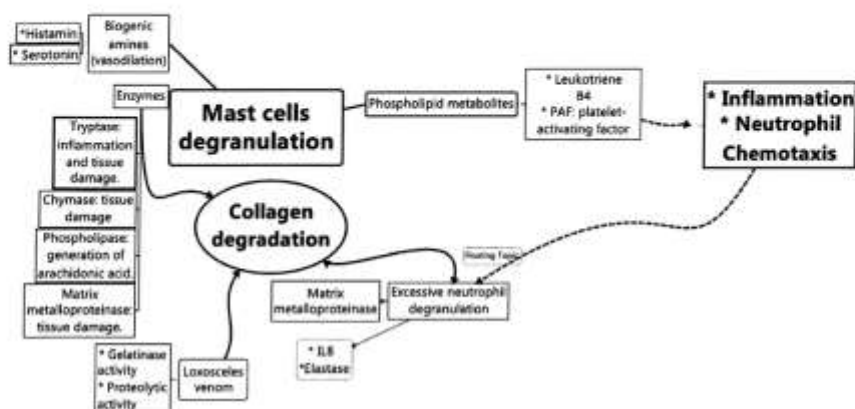 *Histamin
* Serotonin
Biogenic
amines
(vasodilation)
Enzymes
Mast cells
degranulation
Phospholipid metabolites
* Leukotriene
B4
* PAF: platelet-
activating factor
* Inflammation
* Neutrophil
Chemotaxis
Tryptase:
inflammation
and tissue
damage.
Chymase: tissue
damage
Phospholipase:
generation of
arachidonic acid.
Matrix
metalloproteinase:
tissue damage.
Collagen
degradation
Floating Topic
Matrix
metalloproteinase
Excessive neutrophil
degranulation
* IL8
*Elastase
* Gelatinase
activity
* Proteolytic
activity
Loxosceles
venom